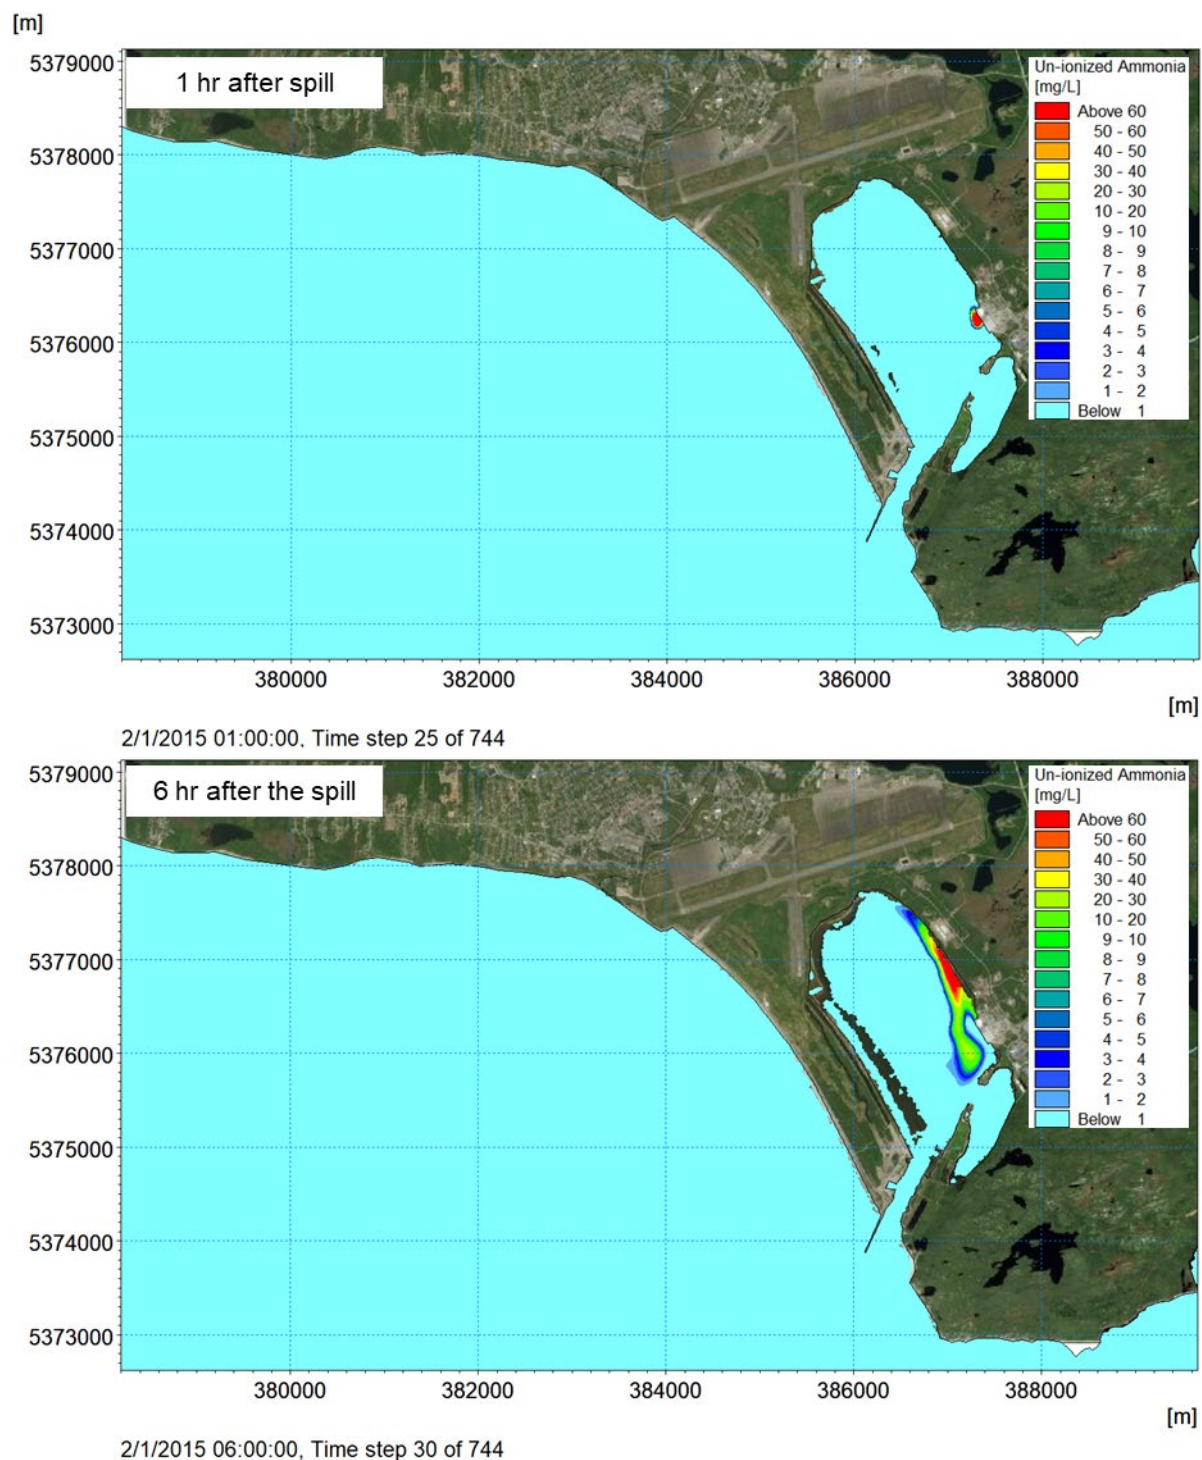 [m]
5379000
5378000
5377000
5376000
5375000
5374000
5373000
1 hr after spill
Un-ionized Ammonia
[mg/L]
Above 60
50 - 60
40 - 50
30 - 40
20 - 30
10 - 20
9 - 10
8 - 9
7 - 8
6 - 7
5 - 6
4 - 5
3 - 4
2 - 3
1 - 2
Below 1
380000 382000 384000 386000 388000
[m]
2/1/2015 01:00:00, Time step 25 of 744
5379000
5378000
5377000
5376000
5375000
5374000
5373000
6 hr after the spill
Un-ionized Ammonia
[mg/L]
Above 60
50 - 60
40 - 50
30 - 40
20 - 30
10 - 20
9 - 10
8 - 9
7 - 8
6 - 7
5 - 6
4 - 5
3 - 4
2 - 3
1 - 2
Below 1
380000 382000 384000 386000 388000
[m]
2/1/2015 06:00:00, Time step 30 of 744